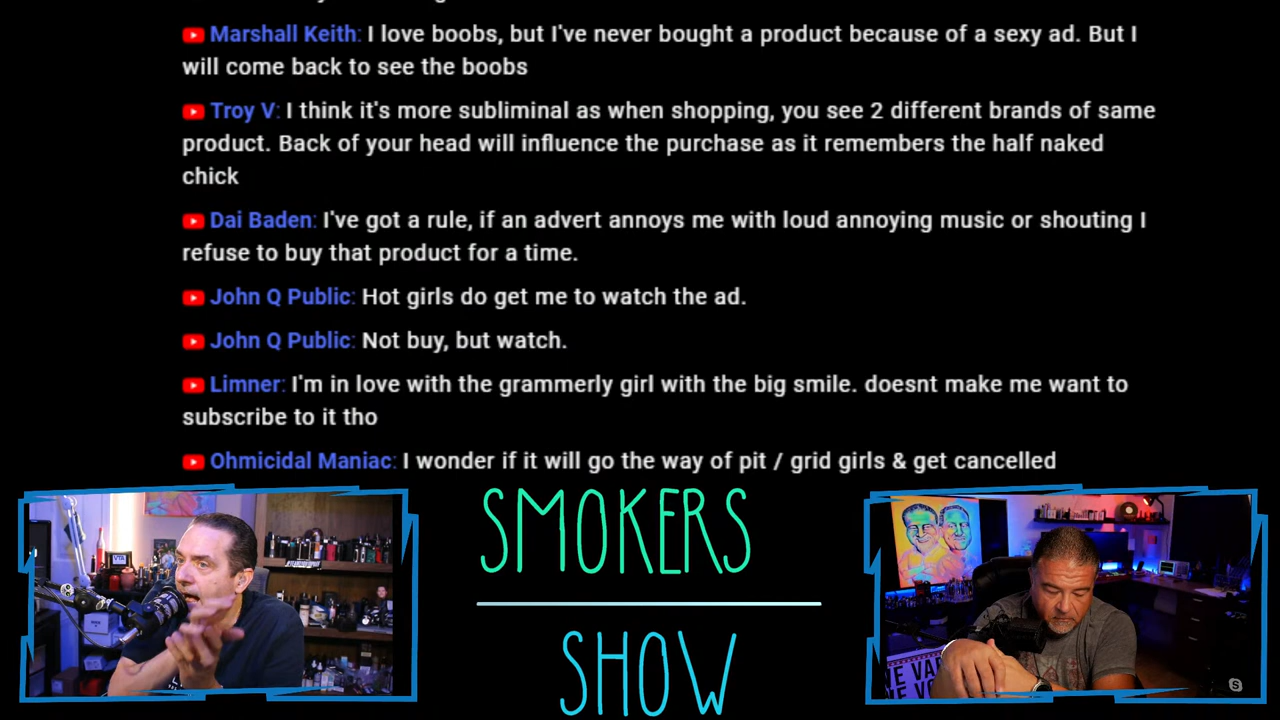 Marshall Keith: I love boobs, but I've never bought a product because of a sexy ad. But I
will come back to see the boobs
Troy V: I think it's more subliminal as when shopping, you see 2 different brands of same
product. Back of your head will influence the purchase as it remembers the half naked
chick
Dai Baden: I've got a rule, if an advert annoys me with loud annoying music or shouting I
refuse to buy that product for a time.
John Q Public: Hot girls do get me to watch the ad.
John Q Public: Not buy, but watch.
Limner: I'm in love with the grammerly girl with the big smile. doesnt make me want to
subscribe to it tho
Ohmicidal Maniac: I wonder if it will go the way of pit / grid girls & get cancelled
SMOKERS
SHOW